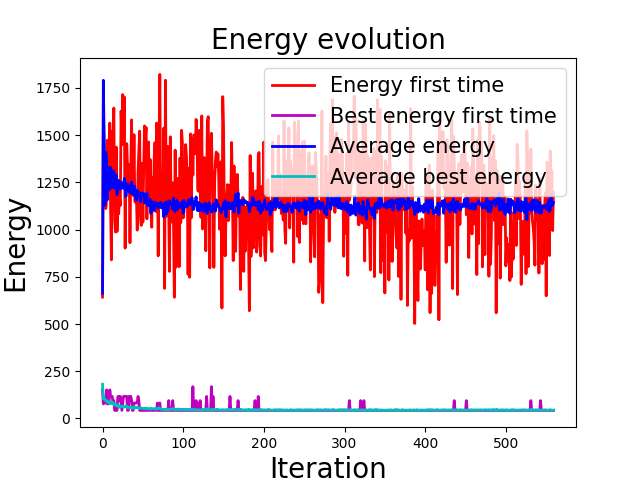 Energy evolution
Energy first time
Best energy first time
Average energy
Average best energy
1750
1500
1250
1000
750
500
250
0
Energy
0 100 200 300 400 500
Iteration